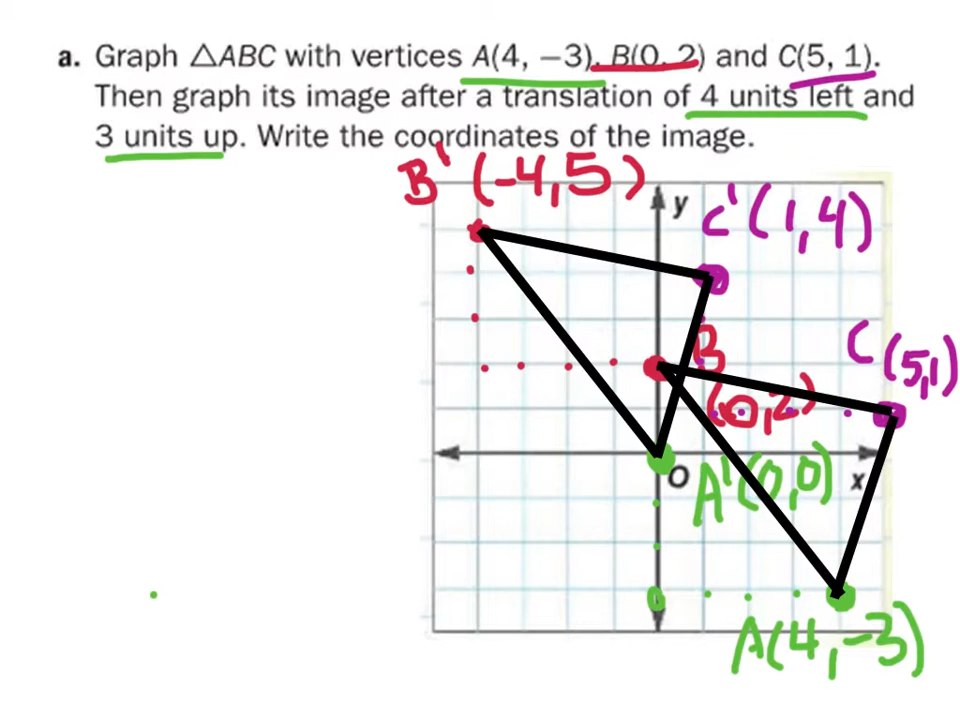 a. Graph △ABC with vertices A(4, −3), B(0, 2) and C(5, 1).
Then graph its image after a translation of 4 units left and
3 units up. Write the coordinates of the image.
B'(-4,5)
y
C'(1,4)
B
(0,2)
C(5,1)
O
A'(0,0)
x
A(4,-3)